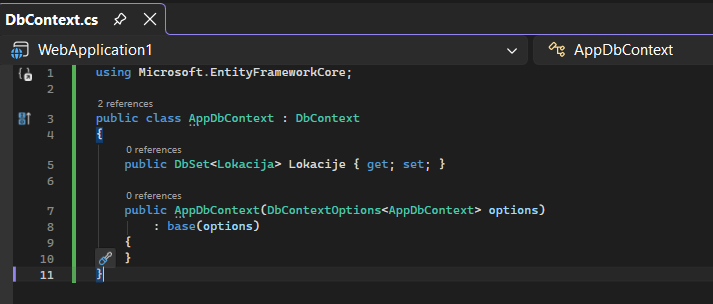 DbContext.cs
WebApplication1
AppDbContext
1 using Microsoft.EntityFrameworkCore;
2
2 references
3 public class AppDbContext : DbContext
4 {
0 references
5 public DbSet<Lokacija> Lokacije { get; set; }
6
0 references
7 public AppDbContext(DbContextOptions<AppDbContext> options)
8 : base(options)
9 {
10 }
11 }